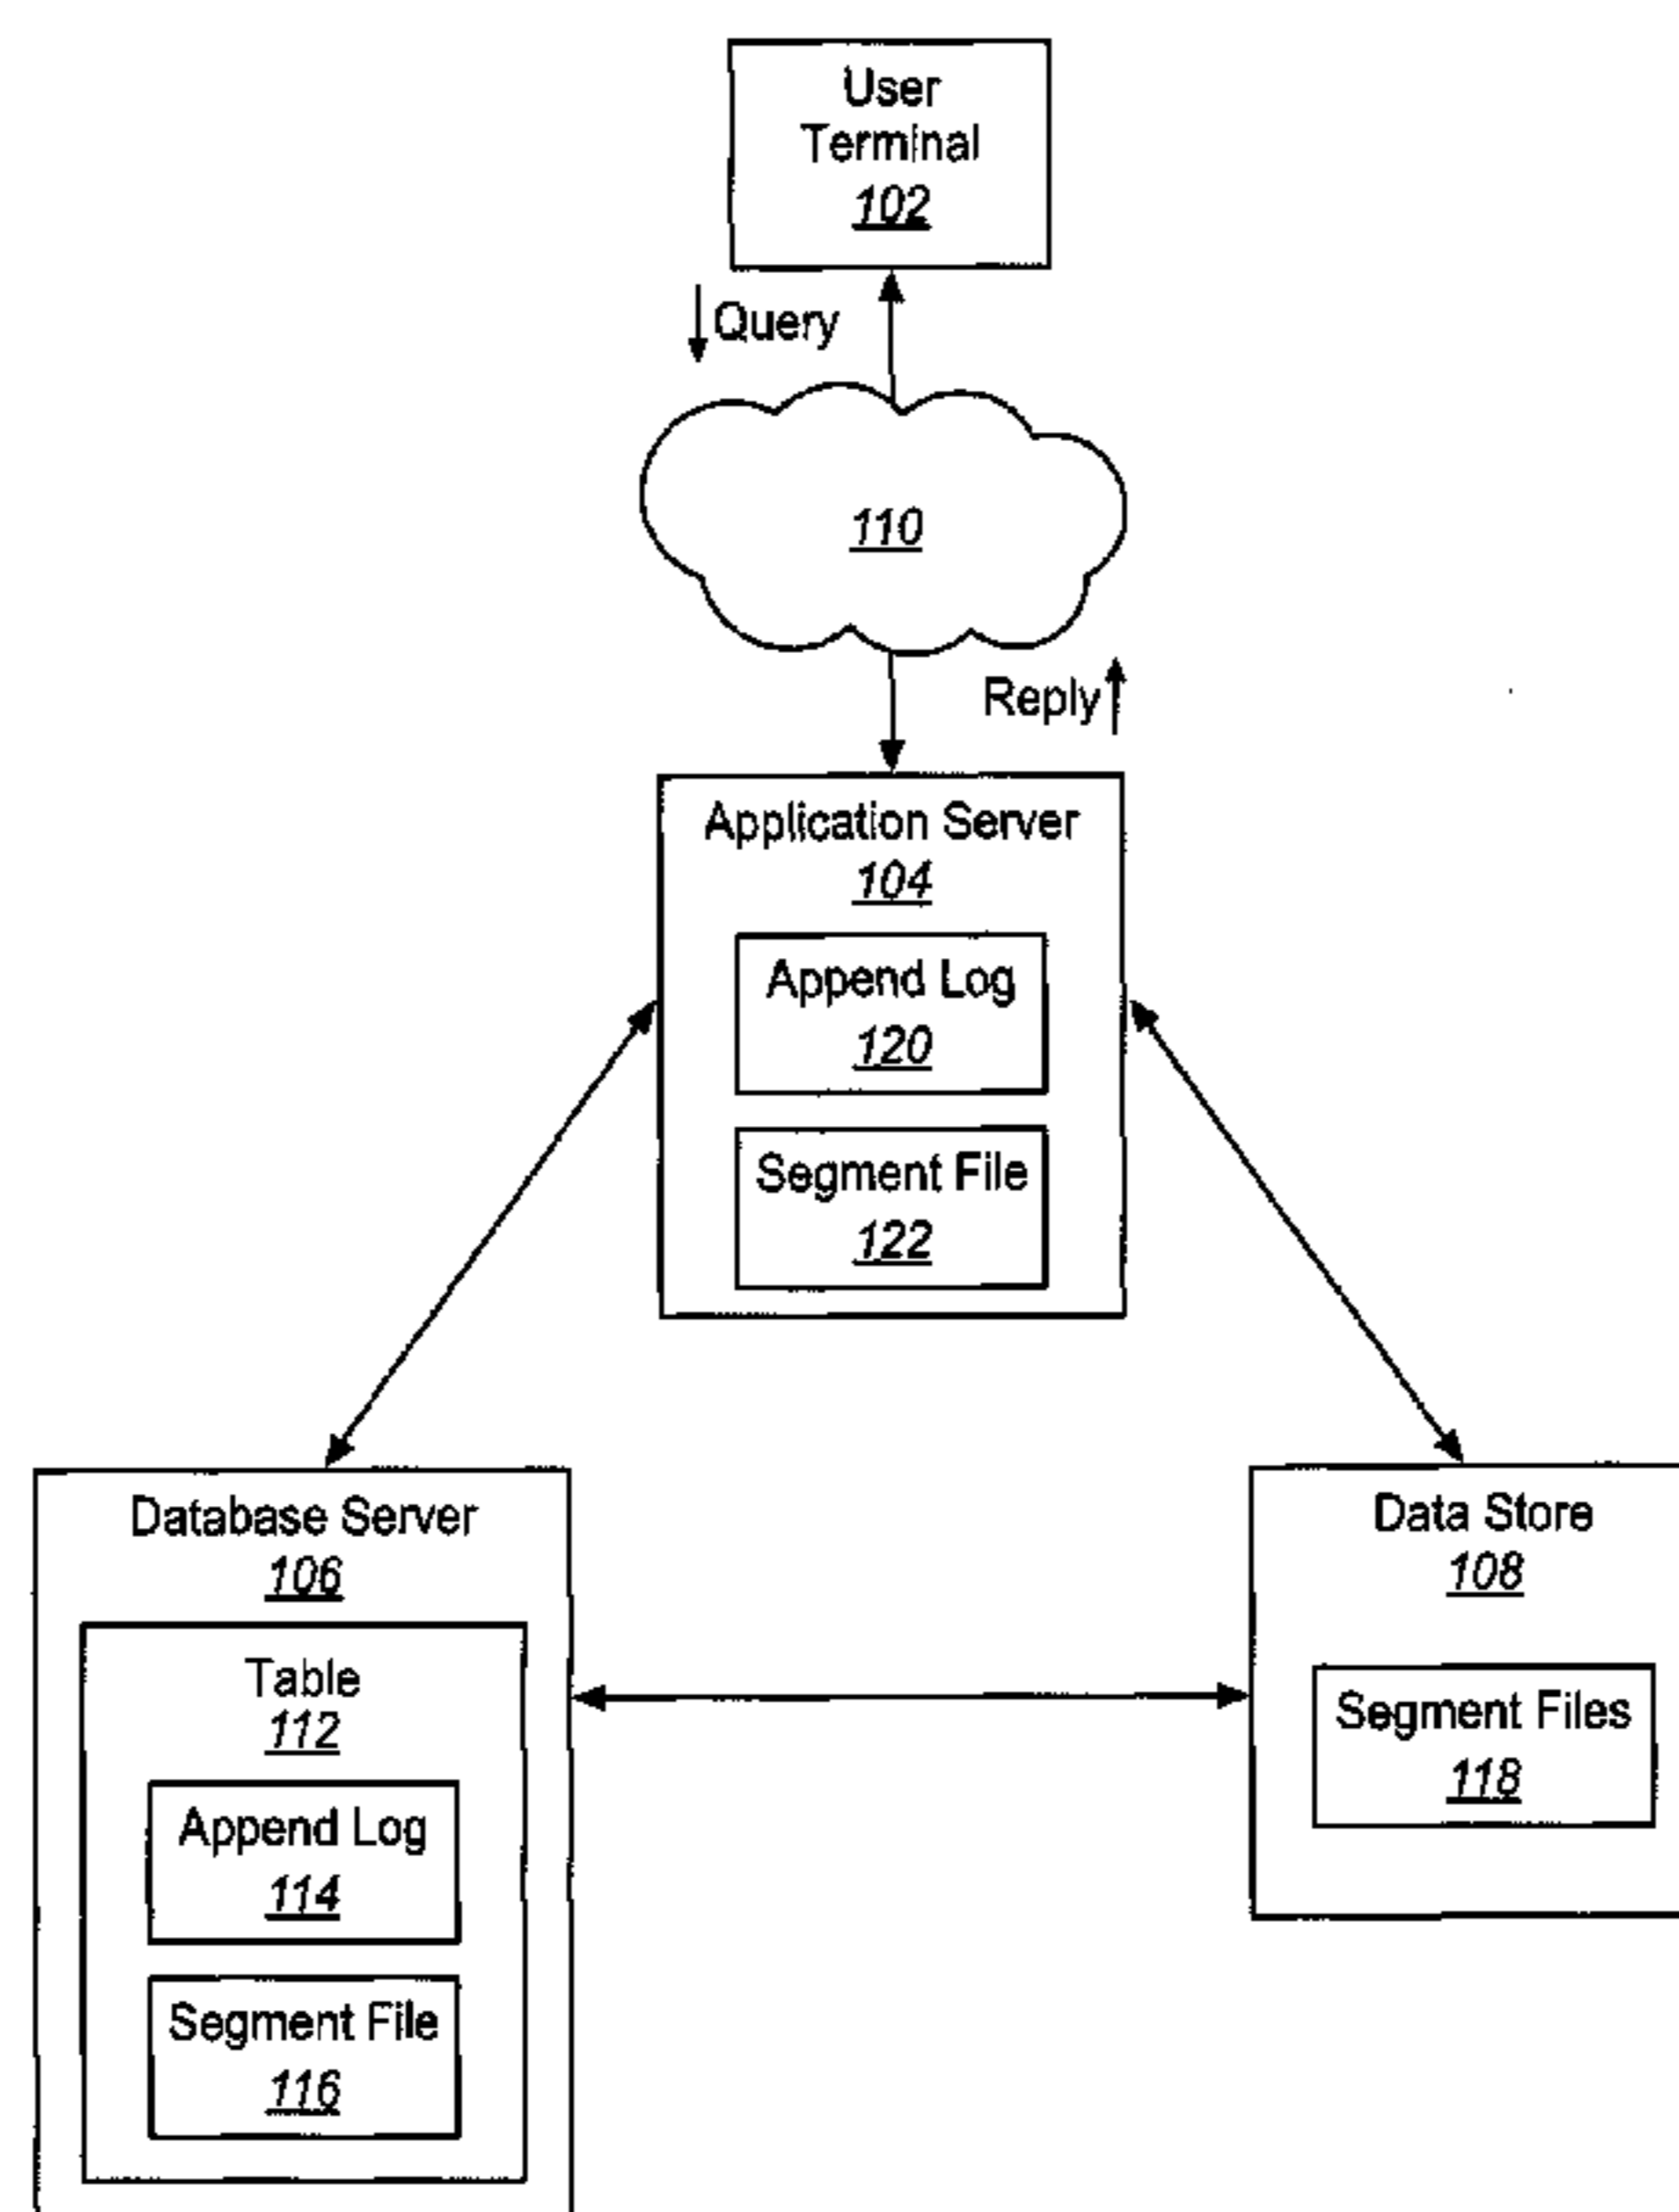 User
Terminal
102
Query
110
Reply
Application Server
104
Append Log
120
Segment File
122
Database Server
106
Table
112
Append Log
114
Segment File
116
Data Store
108
Segment Files
118